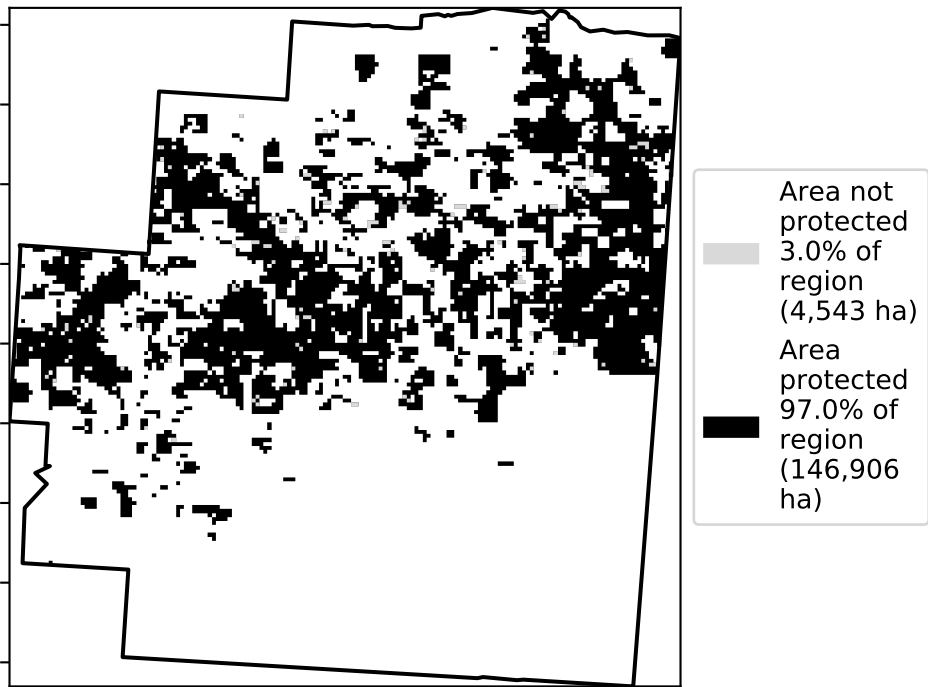 Area not
protected
3.0% of
region
(4,543 ha)
Area
protected
97.0% of
region
(146,906
ha)